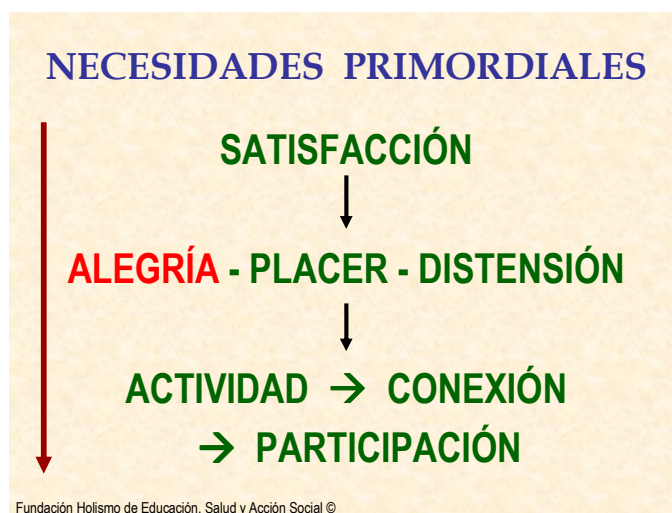 NECESIDADES PRIMORDIALES
SATISFACCIÓN
ALEGRÍA - PLACER - DISTENSIÓN
ACTIVIDAD → CONEXIÓN
→ PARTICIPACIÓN
Fundación Holismo de Educación, Salud y Acción Social ©